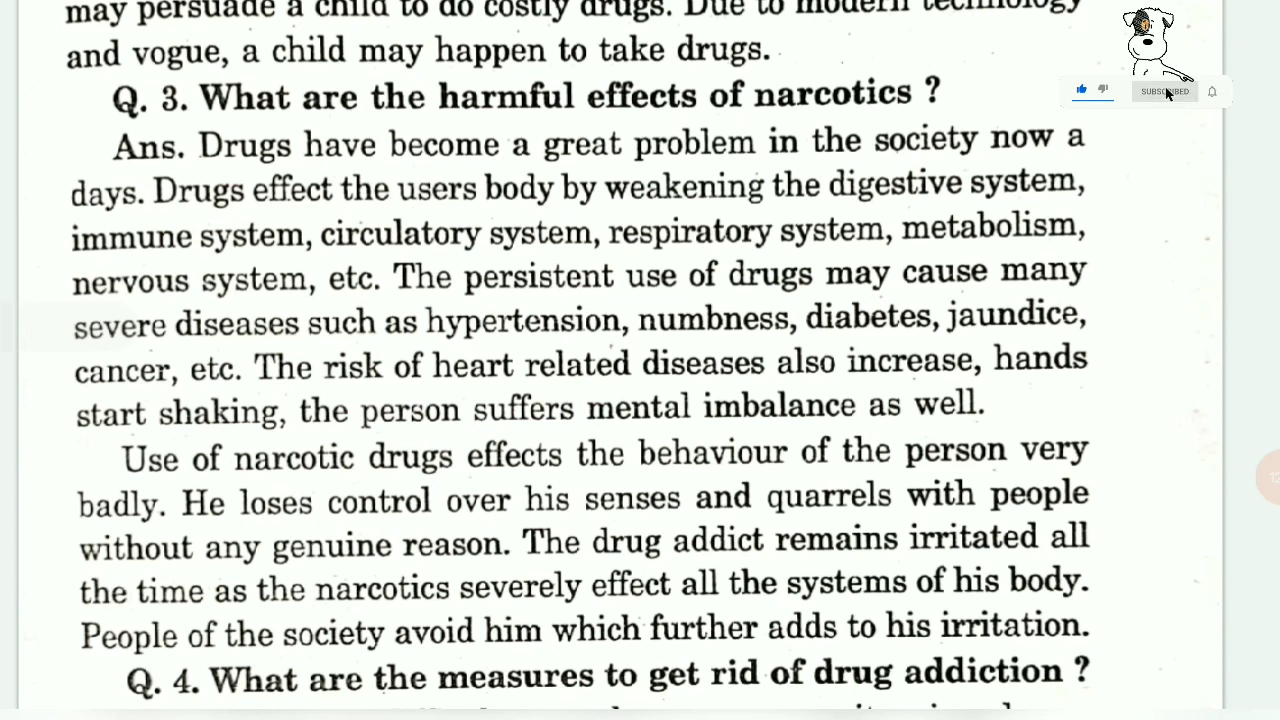 may persuade a child to do costly drugs. Due to modern technology
and vogue, a child may happen to take drugs.
Q. 3. What are the harmful effects of narcotics ?
Ans. Drugs have become a great problem in the society now a
days. Drugs effect the users body by weakening the digestive system,
immune system, circulatory system, respiratory system, metabolism,
nervous system, etc. The persistent use of drugs may cause many
severe diseases such as hypertension, numbness, diabetes, jaundice,
cancer, etc. The risk of heart related diseases also increase, hands
start shaking, the person suffers mental imbalance as well.
Use of narcotic drugs effects the behaviour of the person very
badly. He loses control over his senses and quarrels with people
without any genuine reason. The drug addict remains irritated all
the time as the narcotics severely effect all the systems of his body.
People of the society avoid him which further adds to his irritation.
Q. 4. What are the measures to get rid of drug addiction ?
SUBSCRIBED